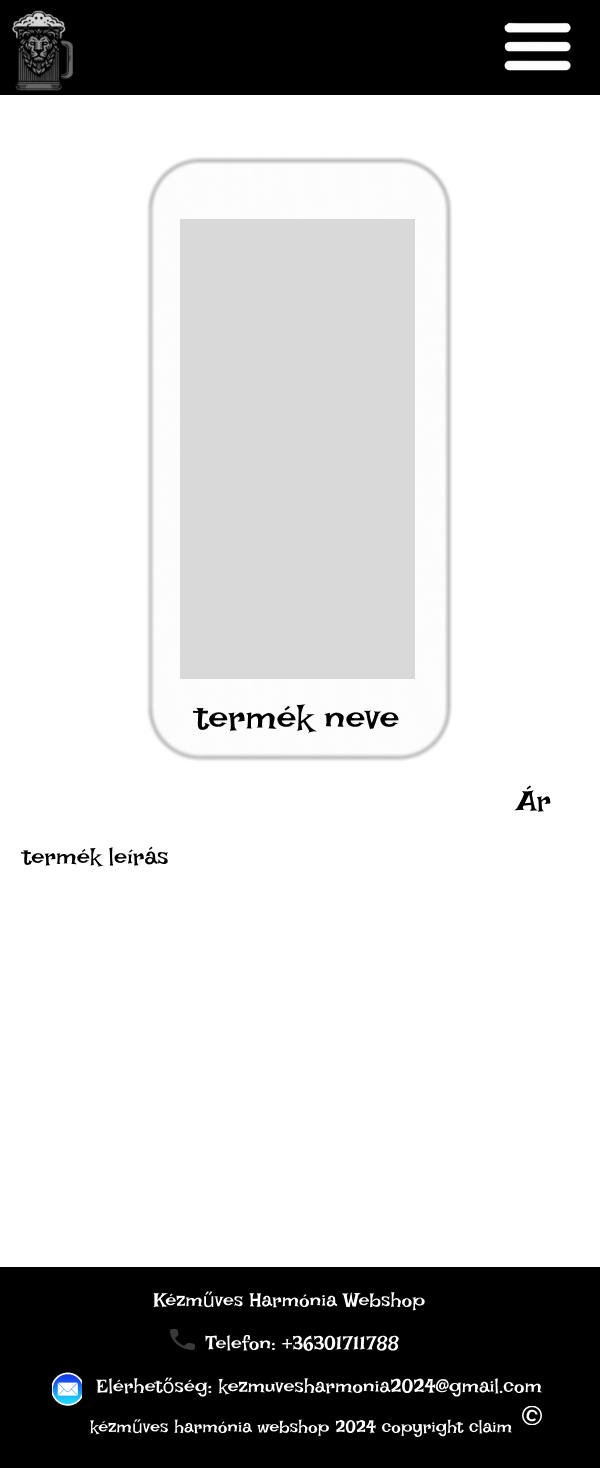 termék neve
Ár
termék leírás
Kézműves Harmónia Webshop
Telefon: +36301711788
Elérhetőség: kezmuvesharmonia2024@gmail.com
kézműves harmónia webshop 2024 copyright claim ©